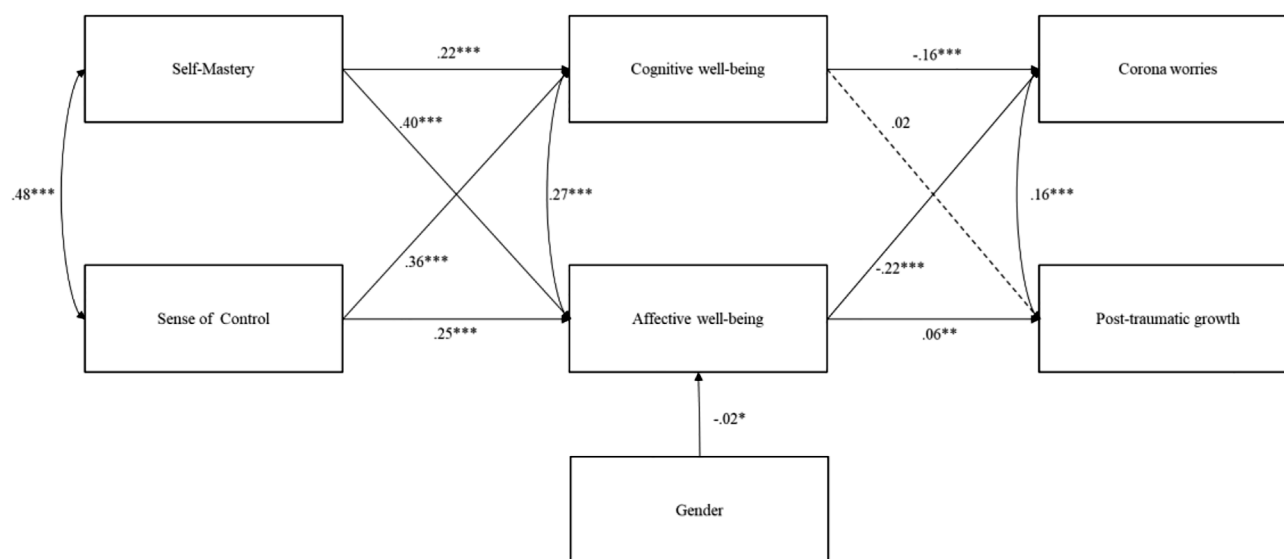 .22***
-.16***
Self-Mastery
Cognitive well-being
Corona worries
.40***
.02
.48***
.27***
.16***
.36***
-.22***
Sense of Control
Affective well-being
Post-traumatic growth
.25***
.06**
-.02*
Gender